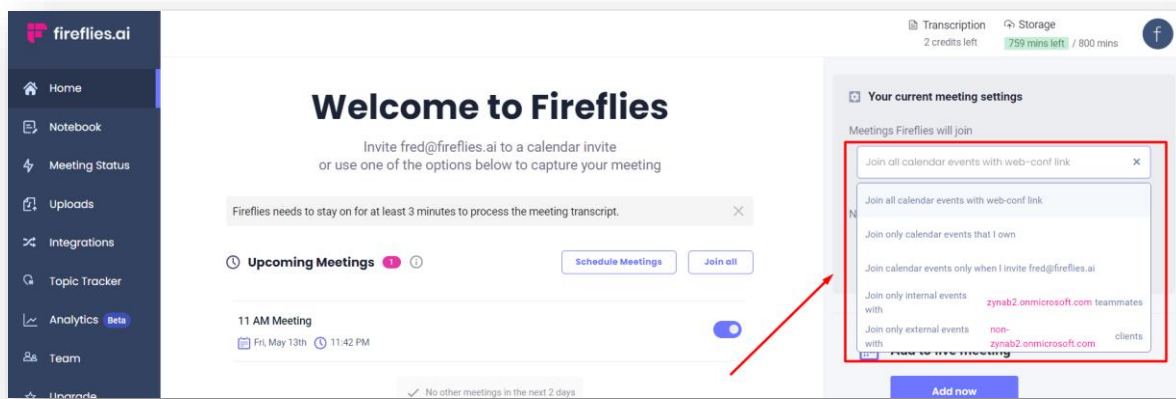 fireflies.ai
Home
Notebook
Meeting Status
Uploads
Integrations
Topic Tracker
Analytics Beta
Team
Upgrade
Transcription
2 credits left
Storage
759 mins left / 800 mins
f
Welcome to Fireflies
Invite fred@fireflies.ai to a calendar invite
or use one of the options below to capture your meeting
Fireflies needs to stay on for at least 3 minutes to process the meeting transcript.
Upcoming Meetings 1
Schedule Meetings
Join all
11 AM Meeting
Fri, May 13th 11:42 PM
No other meetings in the next 2 days
Your current meeting settings
Meetings Fireflies will join
Join all calendar events with web-conf link
Join all calendar events with web-conf link
Join only calendar events that I own
Join calendar events only when I invite fred@fireflies.ai
Join only internal events
with zynab2.onmicrosoft.com teammates
Join only external events non-
with zynab2.onmicrosoft.com clients
Add to live meeting
Add now